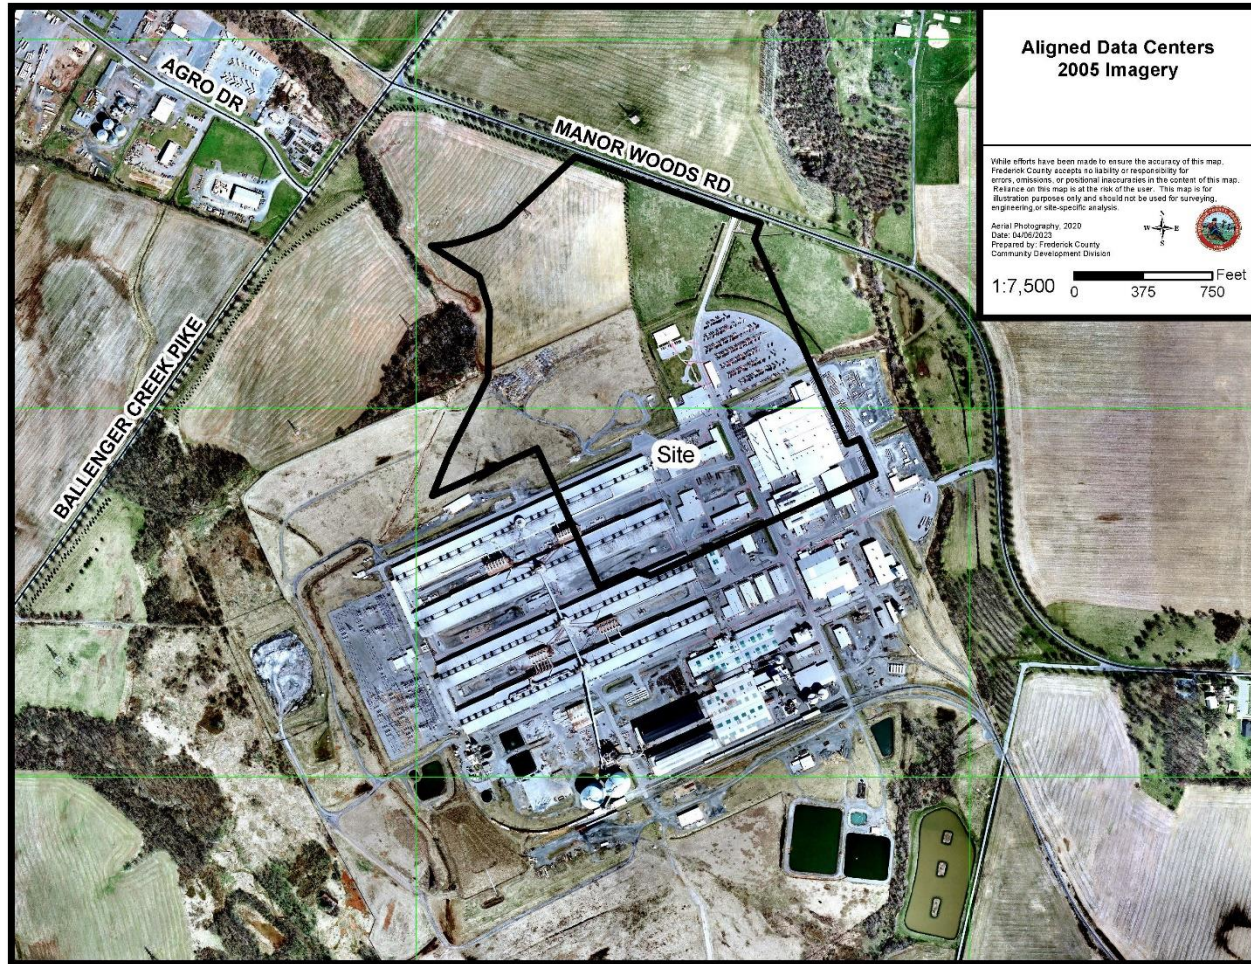 Aligned Data Centers
2005 Imagery
While efforts have been made to ensure the accuracy of this map,
Frederick County accepts no liability or responsibility for
errors, omissions, or positional inaccuracies in the content of this map.
Reliance on this map is at the risk of the user. This map is for
illustration purposes only and should not be used for surveying,
engineering, or site-specific analysis.
Aerial Photography, 2020
Date: 04/06/2023
Prepared by: Frederick County
Community Development Division
N
W E
S
1:7,500
Feet
0 375 750
AGRO DR
MANOR WOODS RD
BALLENGER CREEK PIKE
Site